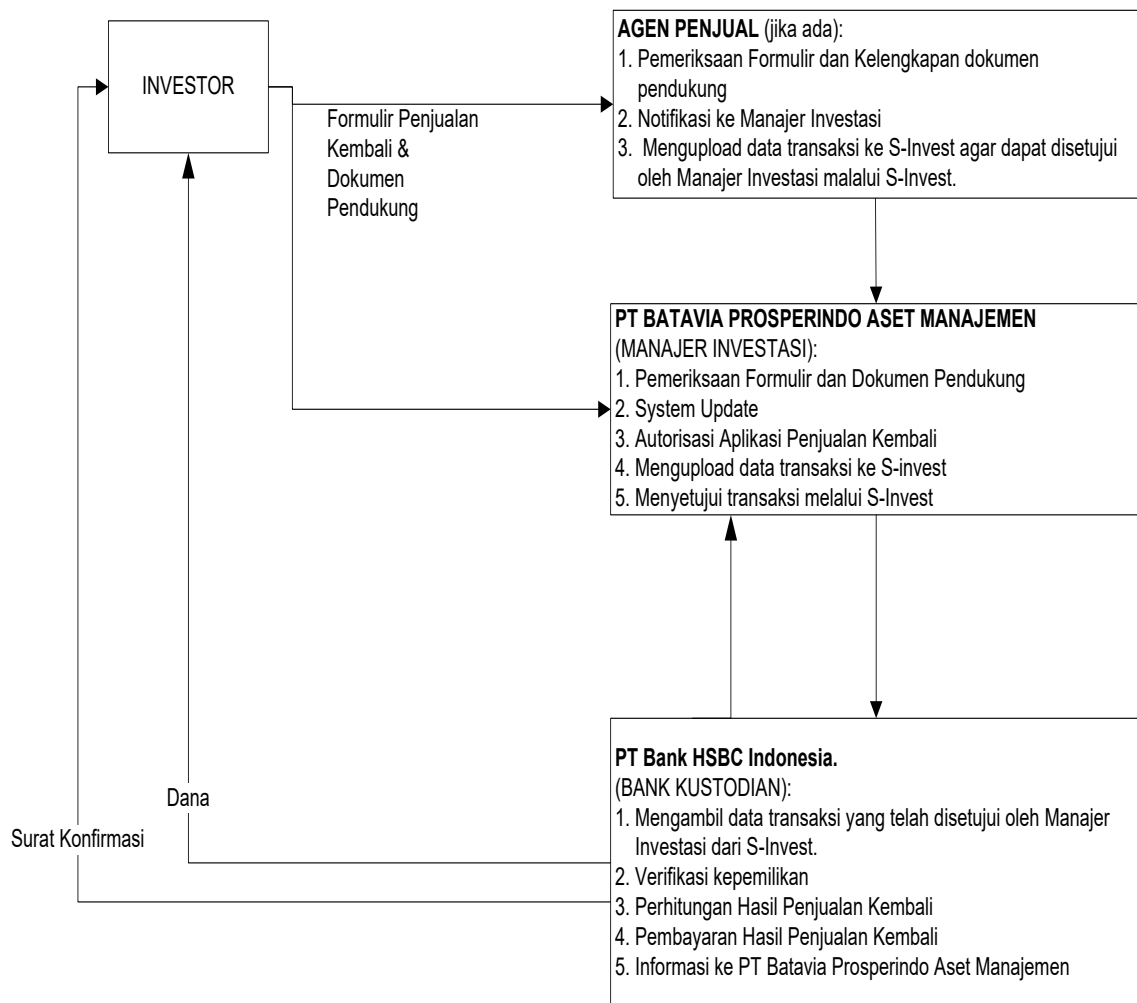 INVESTOR
Formulir Penjualan
Kembali &
Dokumen
Pendukung
AGEN PENJUAL (jika ada):
1. Pemeriksaan Formulir dan Kelengkapan dokumen
pendukung
2. Notifikasi ke Manajer Investasi
3. Mengupload data transaksi ke S-Invest agar dapat disetujui
oleh Manajer Investasi malalui S-Invest.
PT BATAVIA PROSPERINDO ASET MANAJEMEN
(MANAJER INVESTASI):
1. Pemeriksaan Formulir dan Dokumen Pendukung
2. System Update
3. Autorisasi Aplikasi Penjualan Kembali
4. Mengupload data transaksi ke S-invest
5. Menyetujui transaksi melalui S-Invest
PT Bank HSBC Indonesia.
(BANK KUSTODIAN):
1. Mengambil data transaksi yang telah disetujui oleh Manajer
Investasi dari S-Invest.
2. Verifikasi kepemilikan
3. Perhitungan Hasil Penjualan Kembali
4. Pembayaran Hasil Penjualan Kembali
5. Informasi ke PT Batavia Prosperindo Aset Manajemen
Dana
Surat Konfirmasi